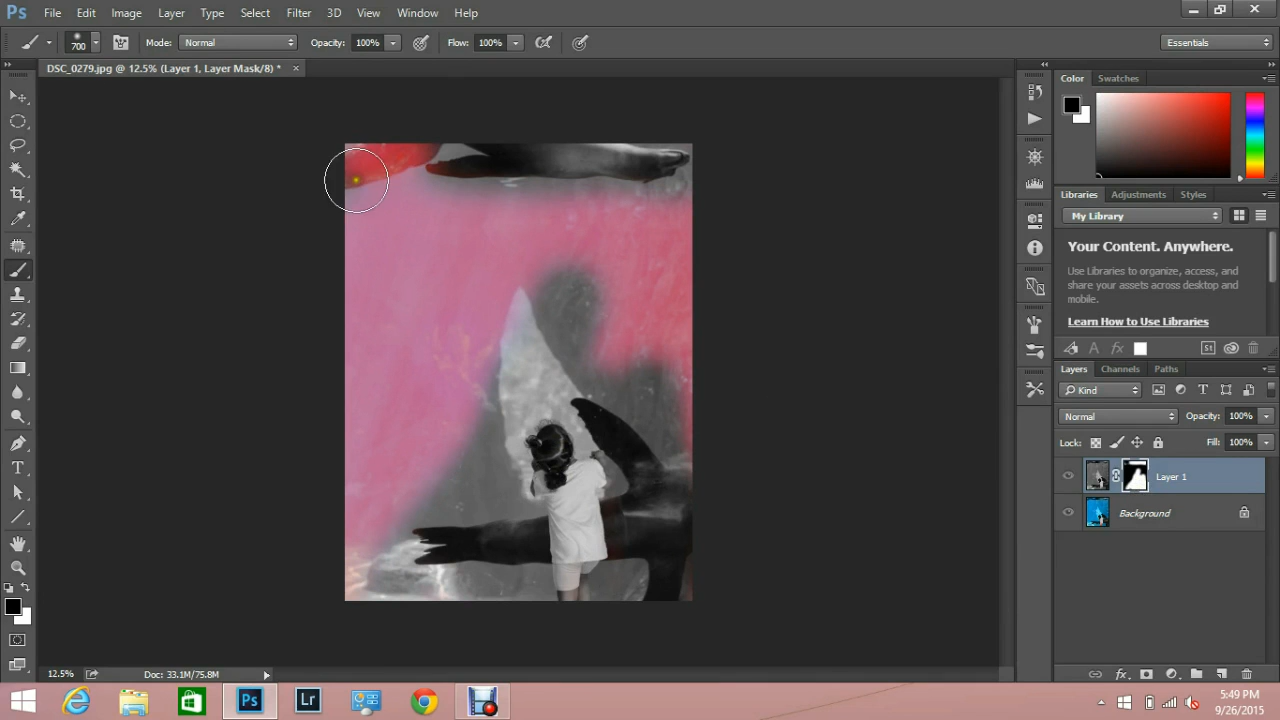 Ps File Edit Image Layer Type Select Filter 3D View Window Help
700 Mode: Normal Opacity: 100% Flow: 100% Essentials
DSC_0279.jpg @ 12.5% (Layer 1, Layer Mask/8) * ×
Color Swatches
Libraries Adjustments Styles
My Library
Your Content. Anywhere.
Use Libraries to organize, access, and
share your assets across desktop and
mobile.
Learn How to Use Libraries
A fx St
Layers Channels Paths
Kind T
Normal Opacity: 100%
Lock: Fill: 100%
Layer 1
Background
T
12.5% Doc: 33.1M/75.8M fx
Ps Lr
5:49 PM
9/26/2015